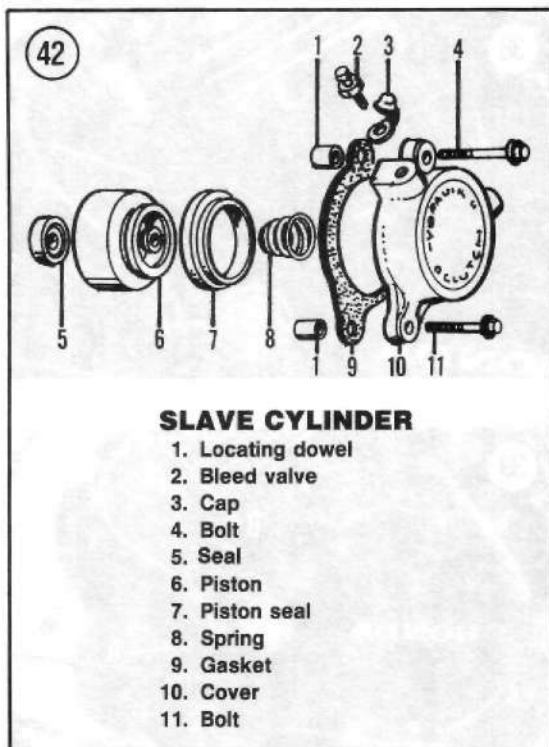 42
1 2 3 4
5 6 7 8 1 9 10 11
SLAVE CYLINDER
1. Locating dowel
2. Bleed valve
3. Cap
4. Bolt
5. Seal
6. Piston
7. Piston seal
8. Spring
9. Gasket
10. Cover
11. Bolt